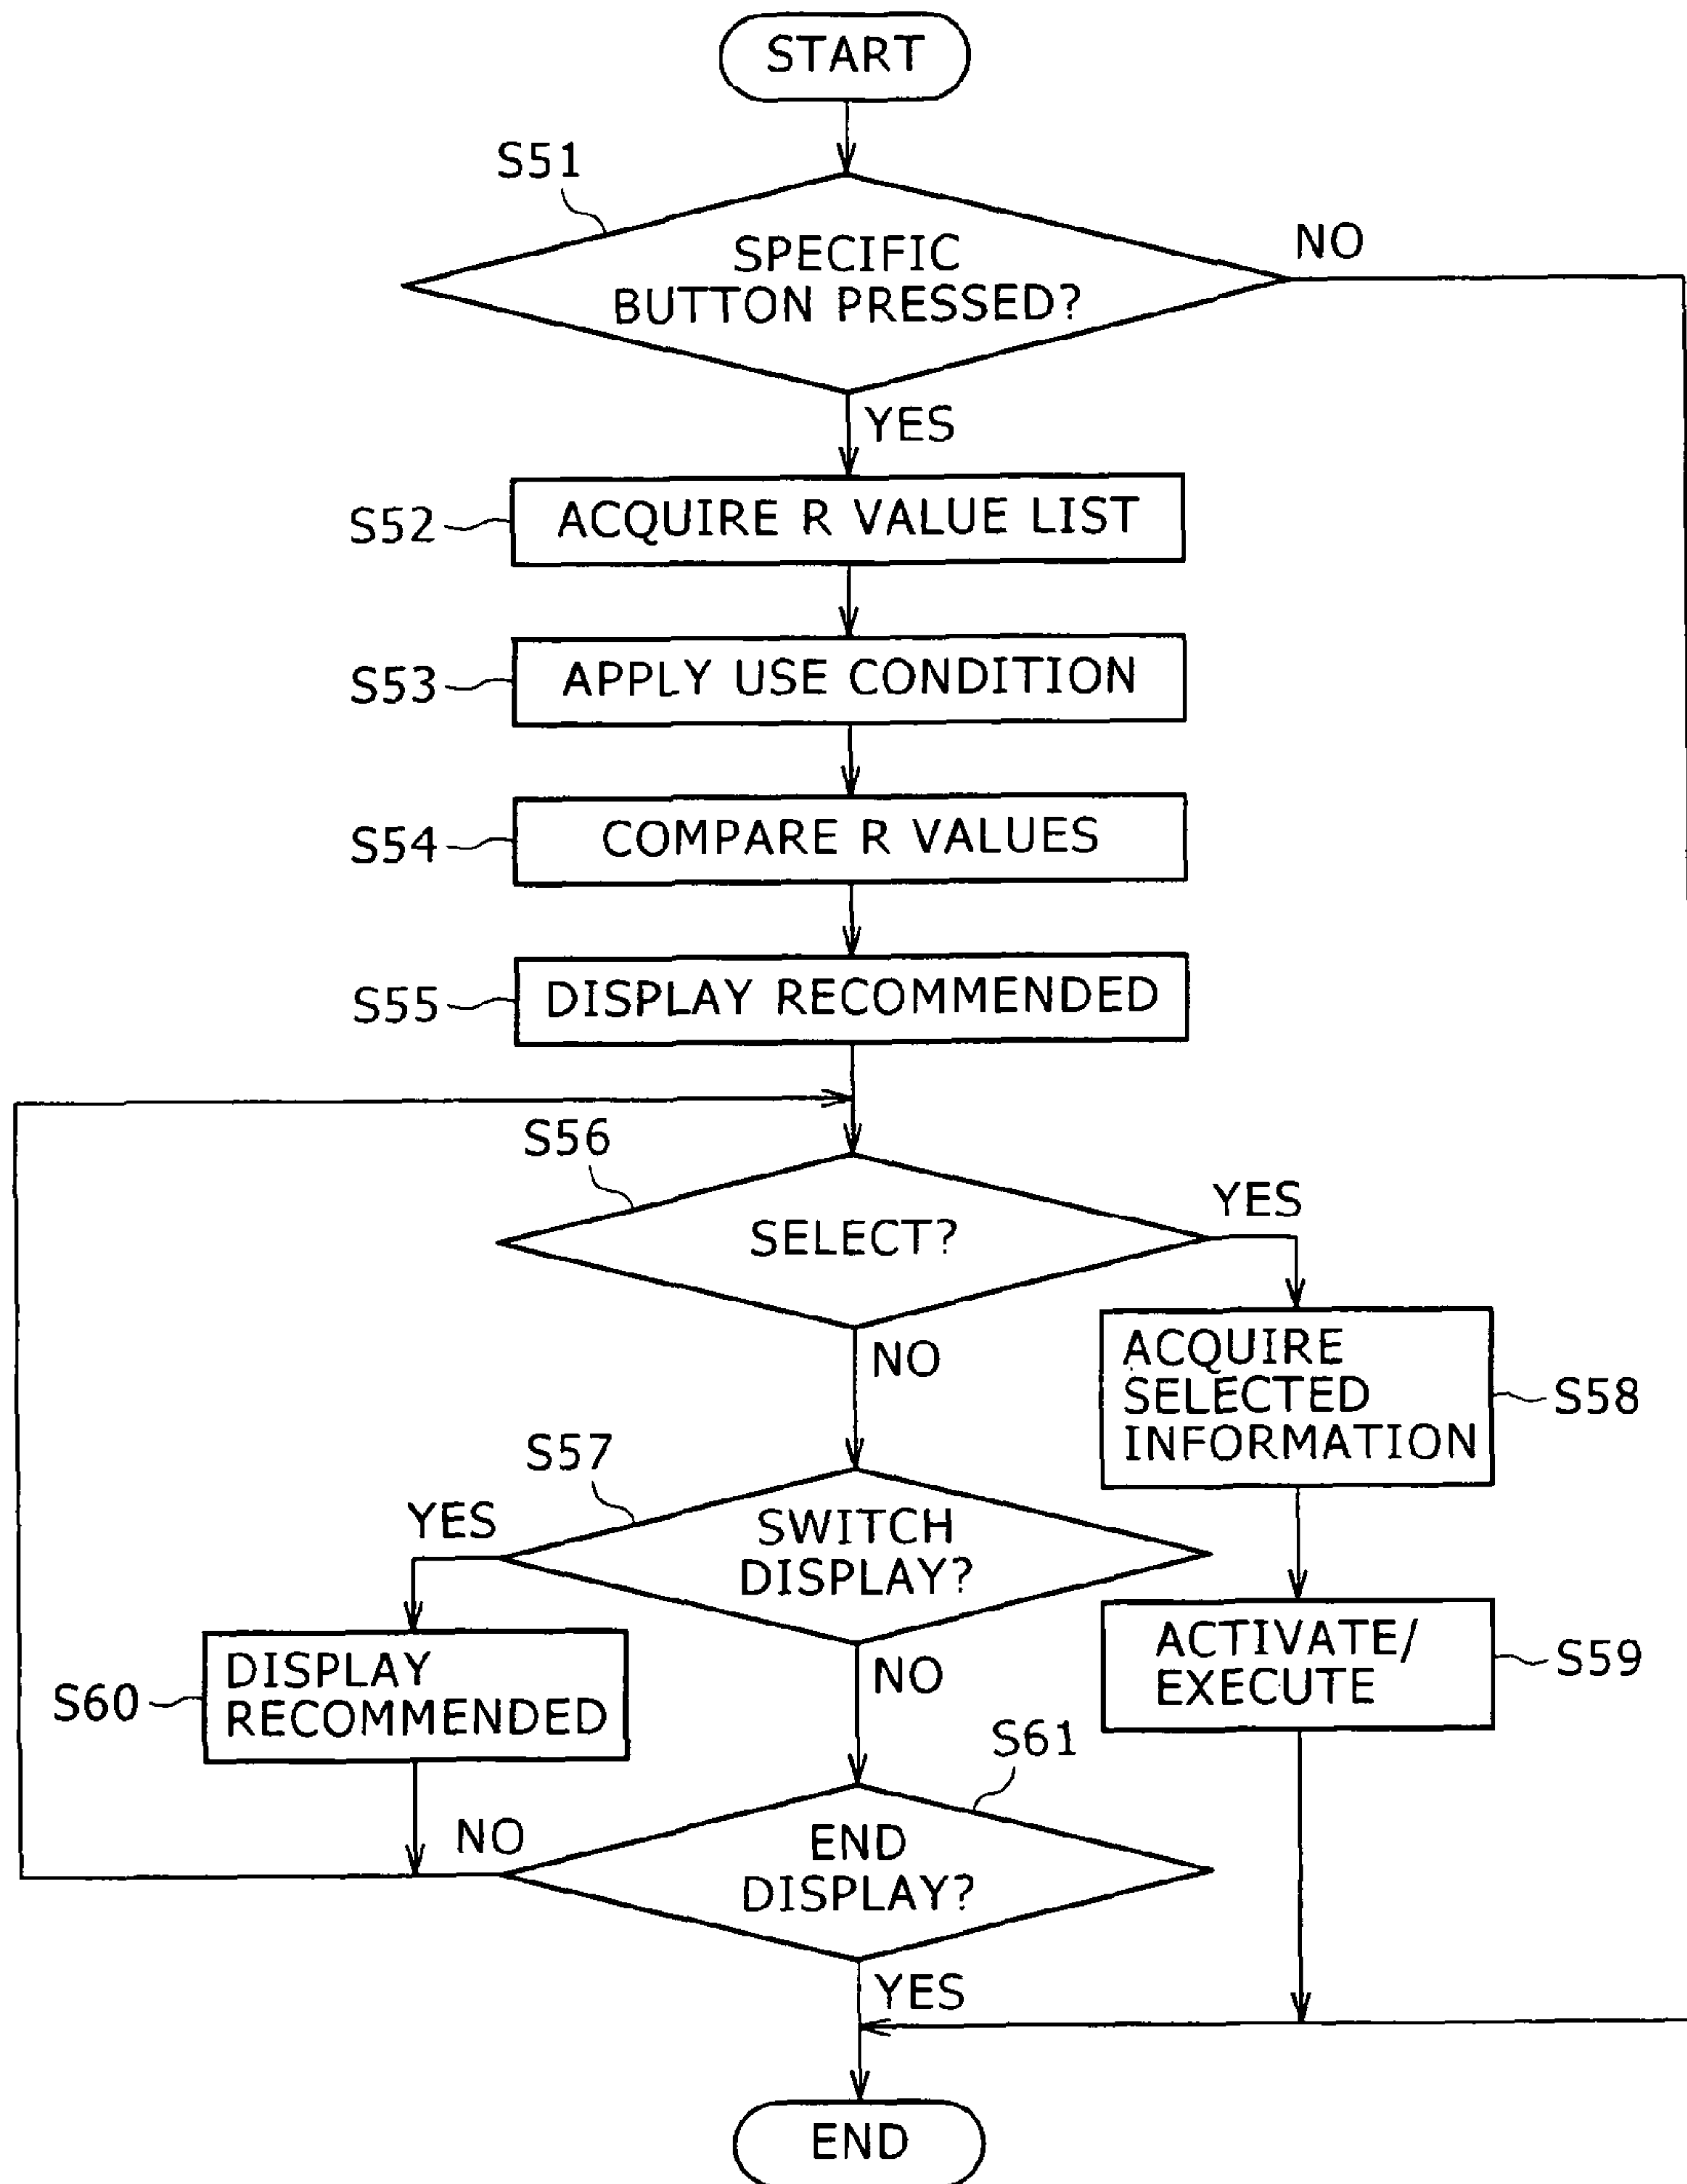 START
S51
SPECIFIC
BUTTON PRESSED?
NO
YES
S52
ACQUIRE R VALUE LIST
S53
APPLY USE CONDITION
S54
COMPARE R VALUES
S55
DISPLAY RECOMMENDED
S56
SELECT?
YES
NO
ACQUIRE
SELECTED
INFORMATION
S58
S57
YES
SWITCH
DISPLAY?
NO
S60
DISPLAY
RECOMMENDED
ACTIVATE/
EXECUTE
S59
S61
NO
END
DISPLAY?
YES
END